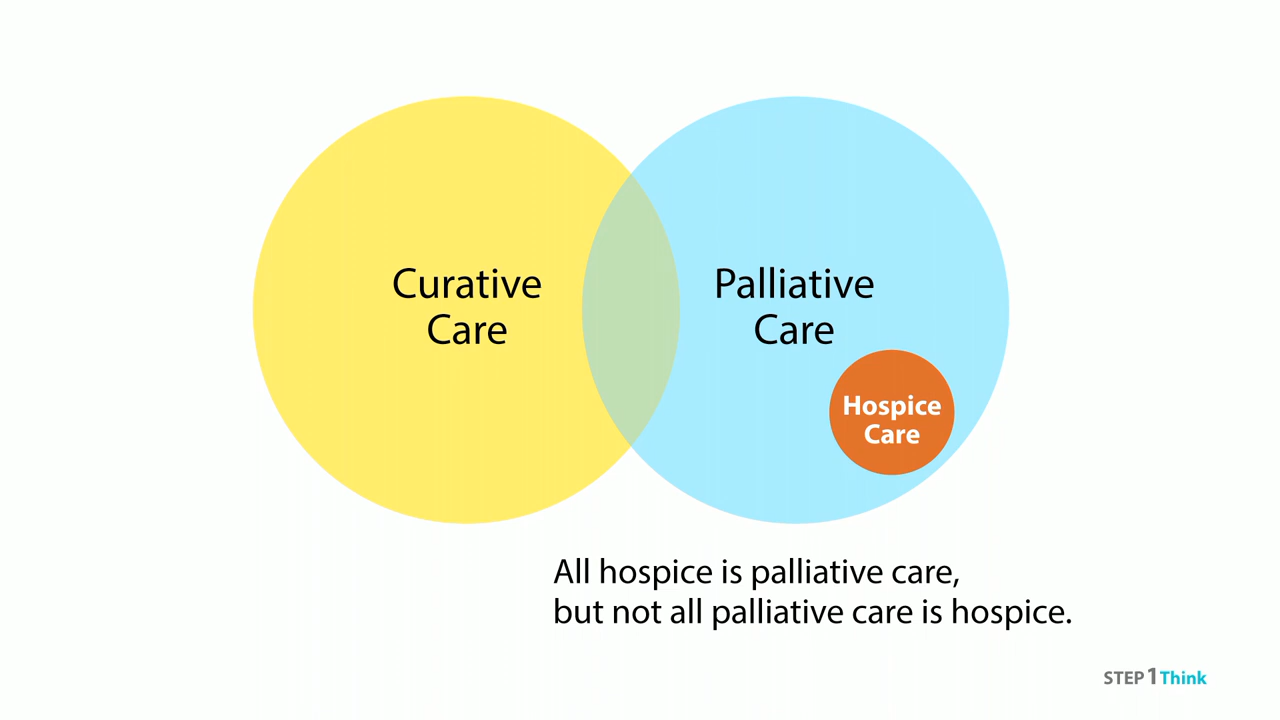 Curative
Care
Palliative
Care
Hospice
Care
All hospice is palliative care,
but not all palliative care is hospice.
STEP 1 Think